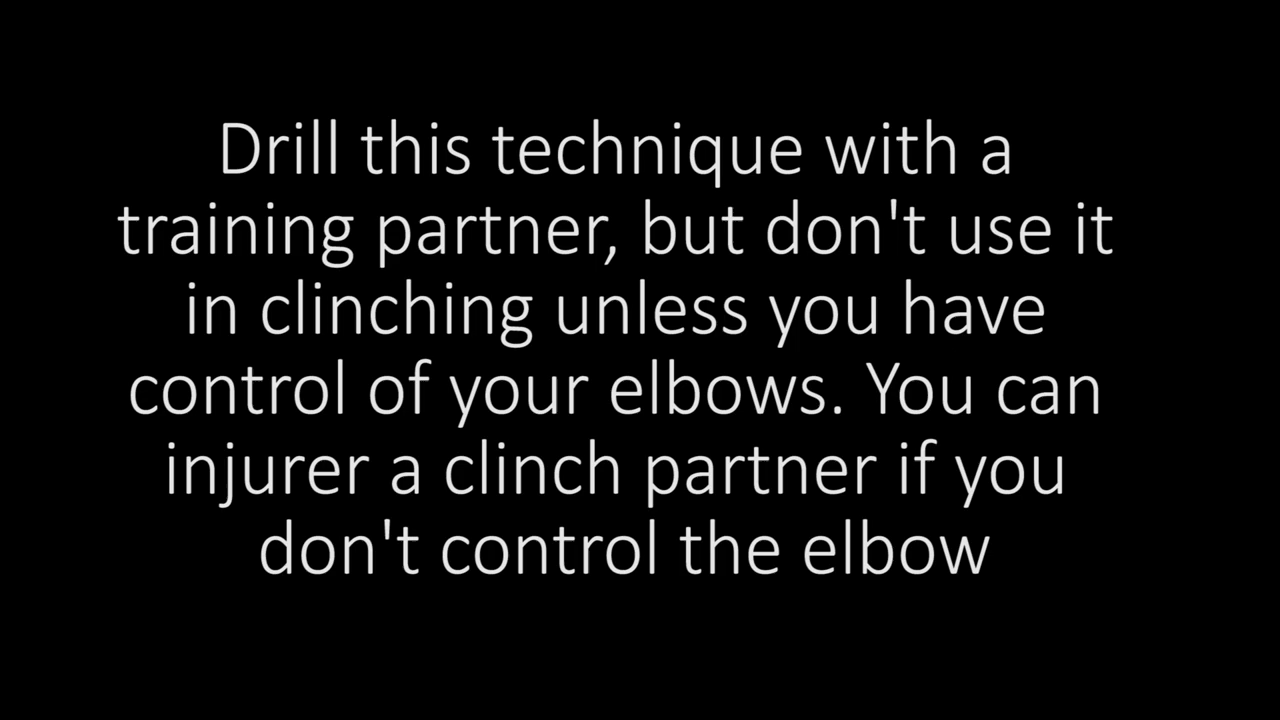 Drill this technique with a
training partner, but don't use it
in clinching unless you have
control of your elbows. You can
injurer a clinch partner if you
don't control the elbow